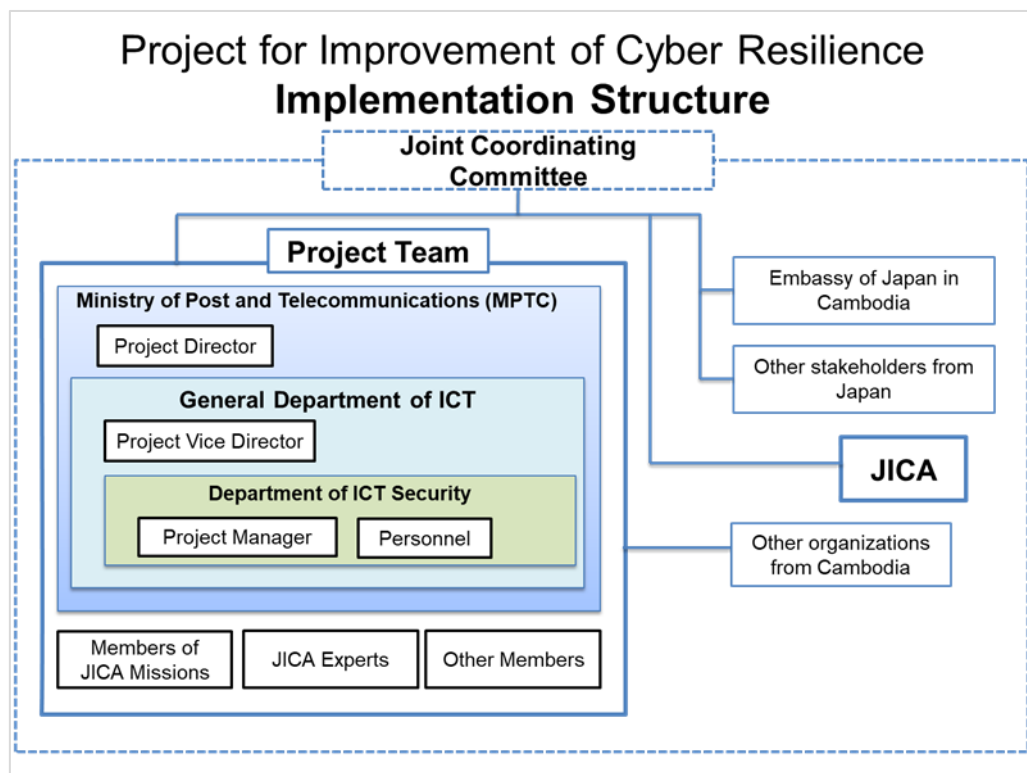 Project for Improvement of Cyber Resilience
Implementation Structure
Joint Coordinating
Committee
Project Team
Ministry of Post and Telecommunications (MPTC)
Project Director
General Department of ICT
Project Vice Director
Department of ICT Security
Project Manager
Personnel
Members of
JICA Missions
JICA Experts
Other Members
Embassy of Japan in
Cambodia
Other stakeholders from
Japan
JICA
Other organizations
from Cambodia